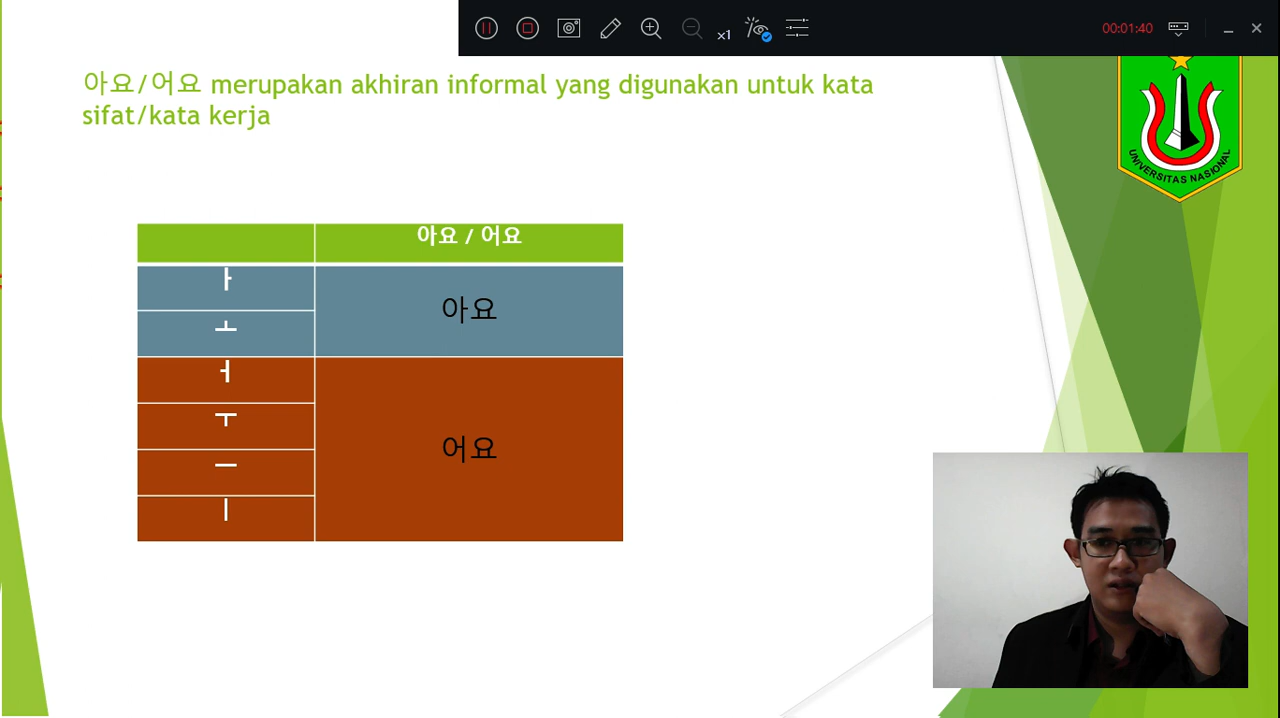 x1
00:01:40
아요/어요 merupakan akhiran informal yang digunakan untuk kata
sifat/kata kerja
UNIVERSITAS NASIONAL
아요 / 어요
ㅏ
아요
ㅗ
ㅓ
ㅜ
어요
ㅡ
ㅣ